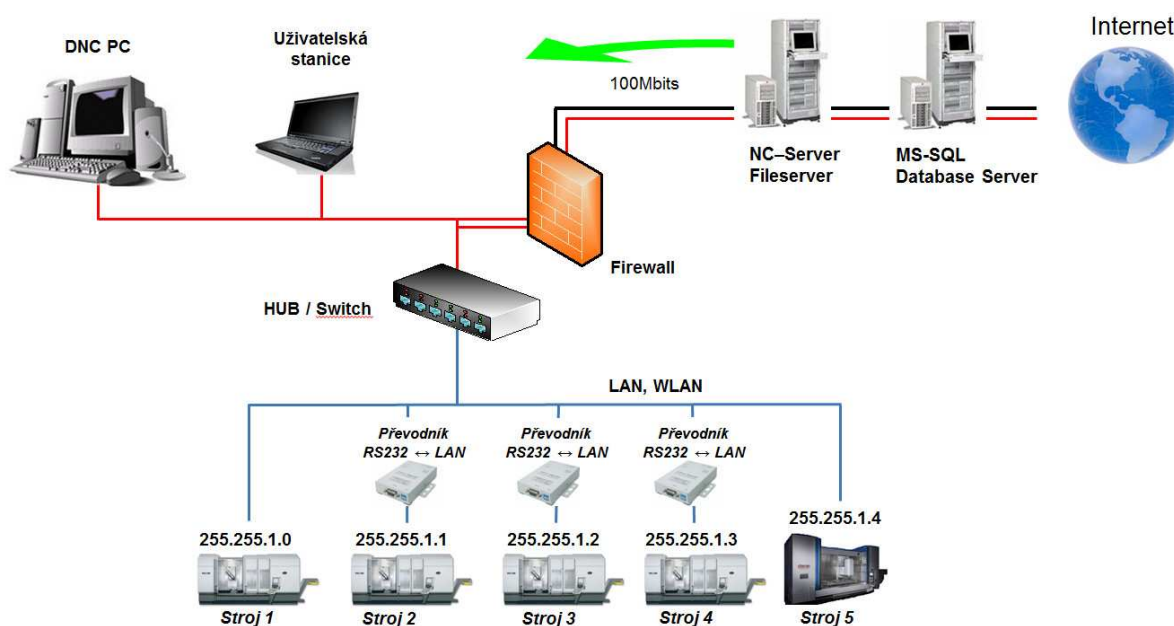 DNC PC
Uživatelská
stanice
100Mbits
Internet
NC–Server
Fileserver
MS-SQL
Database Server
Firewall
HUB / Switch
LAN, WLAN
Převodník
RS232 ↔ LAN
Převodník
RS232 ↔ LAN
Převodník
RS232 ↔ LAN
255.255.1.0
255.255.1.1
255.255.1.2
255.255.1.3
255.255.1.4
Stroj 1
Stroj 2
Stroj 3
Stroj 4
Stroj 5